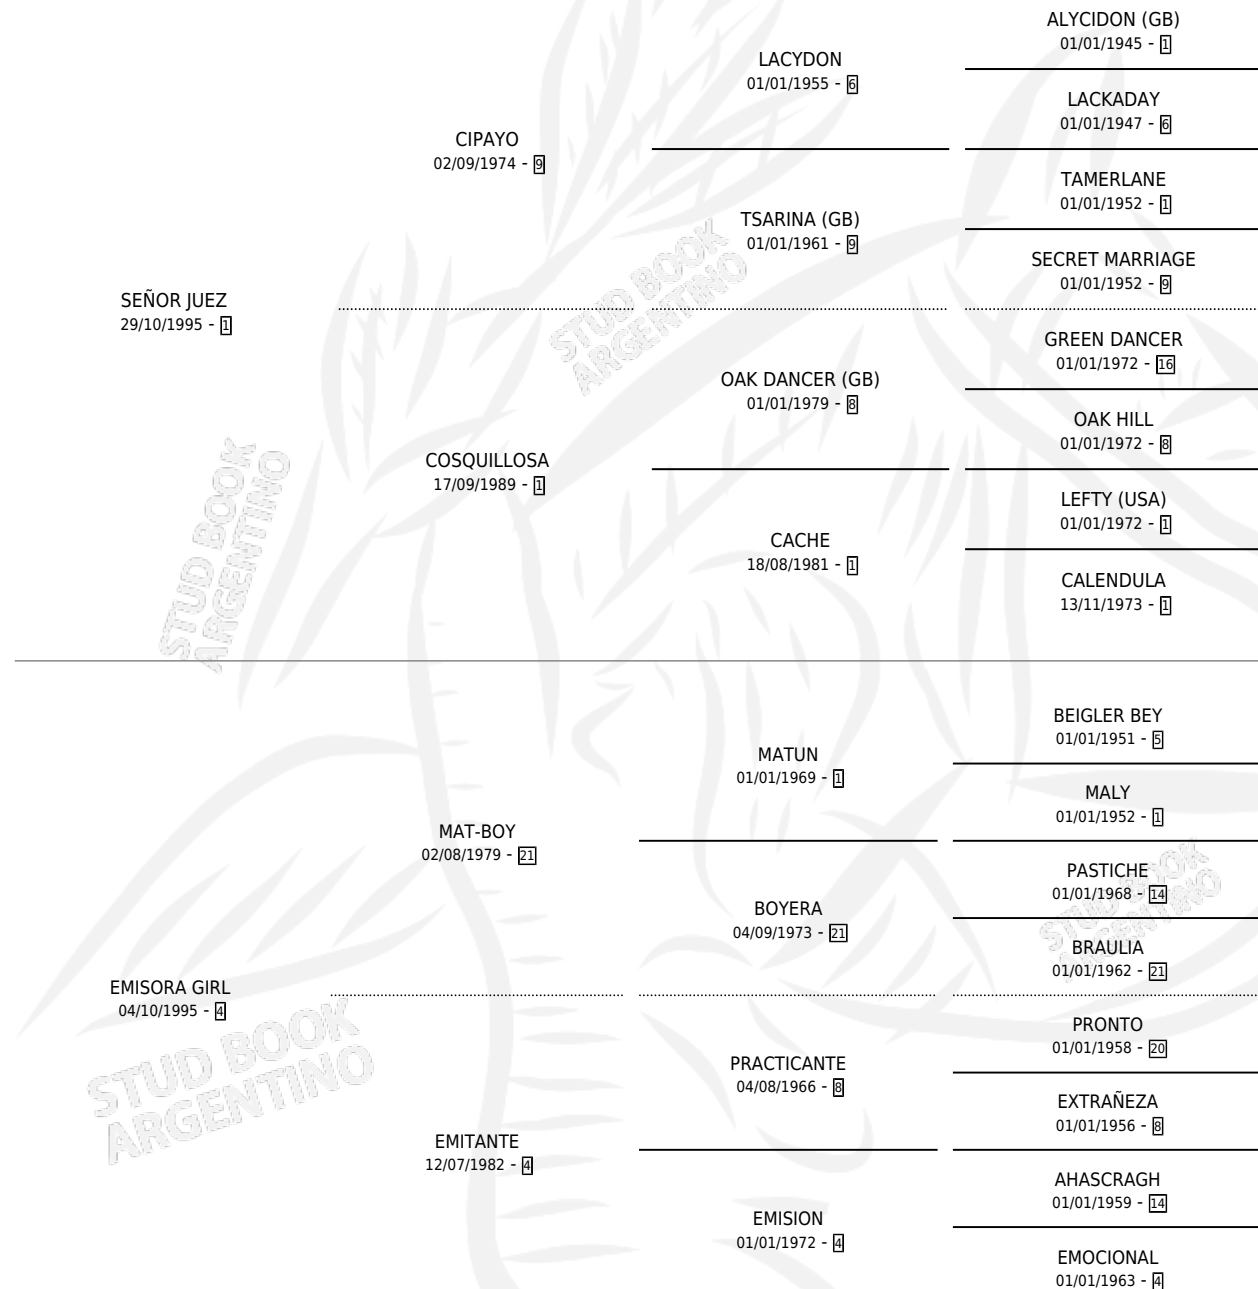 ALYCIDON (GB)
01/01/1945 - 1
LACYDON
01/01/1955 - 6
LACKADAY
01/01/1947 - 6
CIPAYO
02/09/1974 - 9
TAMERLANE
01/01/1952 - 1
TSARINA (GB)
01/01/1961 - 9
SECRET MARRIAGE
01/01/1952 - 9
SEÑOR JUEZ
29/10/1995 - 1
GREEN DANCER
01/01/1972 - 16
OAK DANCER (GB)
01/01/1979 - 8
OAK HILL
01/01/1972 - 8
COSQUILLOSA
17/09/1989 - 1
LEFTY (USA)
01/01/1972 - 1
CACHE
18/08/1981 - 1
CALENDULA
13/11/1973 - 1
BEIGLER BEY
01/01/1951 - 5
MATUN
01/01/1969 - 1
MALY
01/01/1952 - 1
MAT-BOY
02/08/1979 - 21
PASTICHE
01/01/1968 - 14
BOYERA
04/09/1973 - 21
BRAULIA
01/01/1962 - 21
EMISORA GIRL
04/10/1995 - 4
PRONTO
01/01/1958 - 20
PRACTICANTE
04/08/1966 - 8
EXTRAÑEZA
01/01/1956 - 8
EMITANTE
12/07/1982 - 4
AHASCRAGH
01/01/1959 - 14
EMISION
01/01/1972 - 4
EMOCIONAL
01/01/1963 - 4
STUD BOOK
ARGENTINO
STUD BOOK
ARGENTINO
STUD BOOK
ARGENTINO
STUD BOOK
ARGENTINO